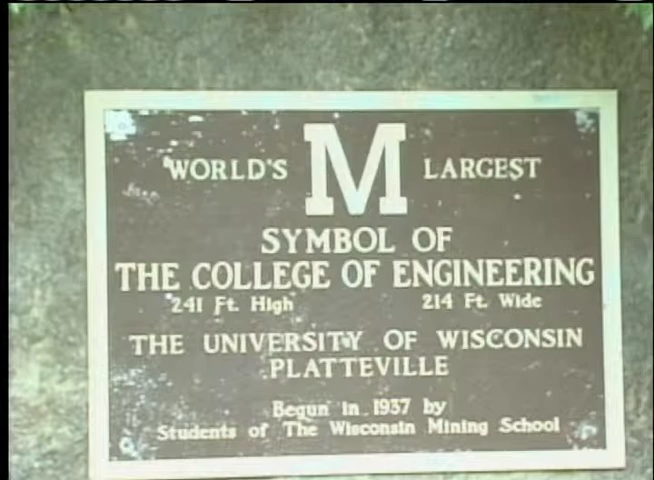 WORLD'S M LARGEST
SYMBOL OF
THE COLLEGE OF ENGINEERING
241 Ft. High 214 Ft. Wide
THE UNIVERSITY OF WISCONSIN
PLATTEVILLE
Begun in 1937 by
Students of The Wisconsin Mining School